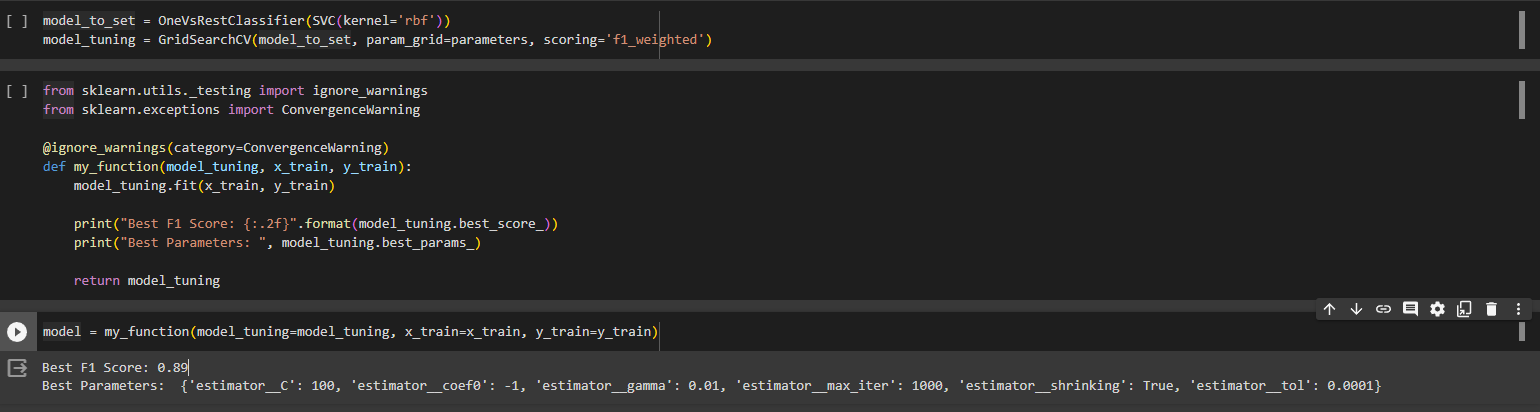 [ ] model_to_set = OneVsRestClassifier(SVC(kernel='rbf'))
model_tuning = GridSearchCV(model_to_set, param_grid=parameters, scoring='f1_weighted')
[ ] from sklearn.utils._testing import ignore_warnings
from sklearn.exceptions import ConvergenceWarning
@ignore_warnings(category=ConvergenceWarning)
def my_function(model_tuning, x_train, y_train):
    model_tuning.fit(x_train, y_train)
    print("Best F1 Score: {:.2f}".format(model_tuning.best_score_))
    print("Best Parameters: ", model_tuning.best_params_)
    return model_tuning
model = my_function(model_tuning=model_tuning, x_train=x_train, y_train=y_train)
Best F1 Score: 0.89
Best Parameters:  {'estimator__C': 100, 'estimator__coef0': -1, 'estimator__gamma': 0.01, 'estimator__max_iter': 1000, 'estimator__shrinking': True, 'estimator__tol': 0.0001}